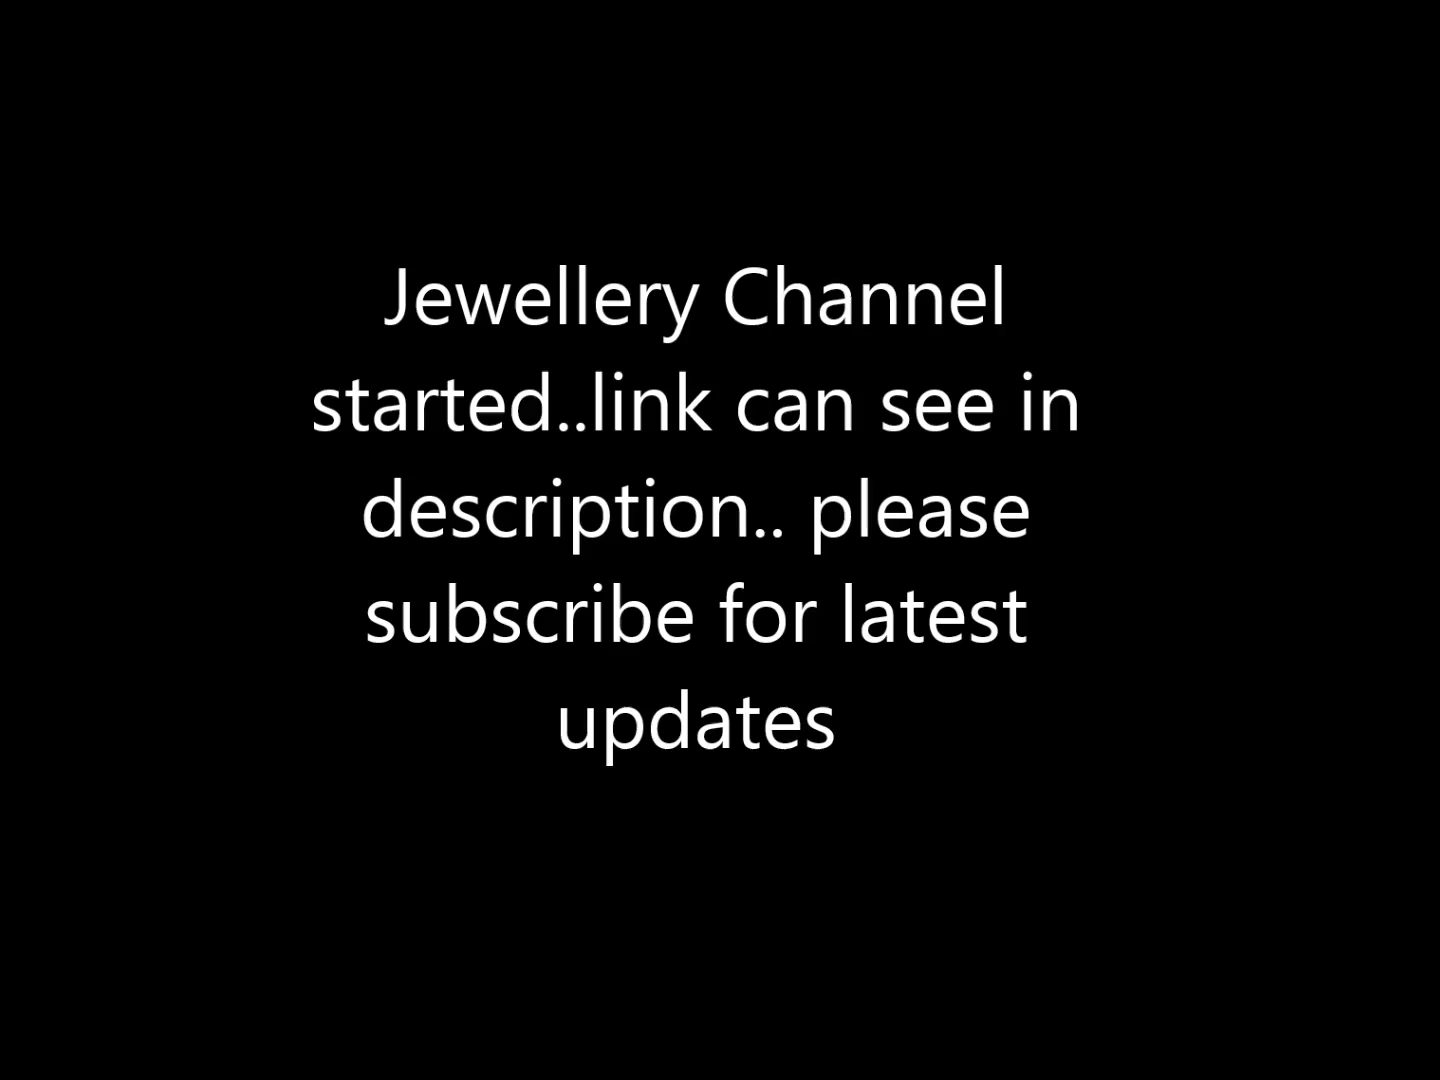 Jewellery Channel
started..link can see in
description.. please
subscribe for latest
updates